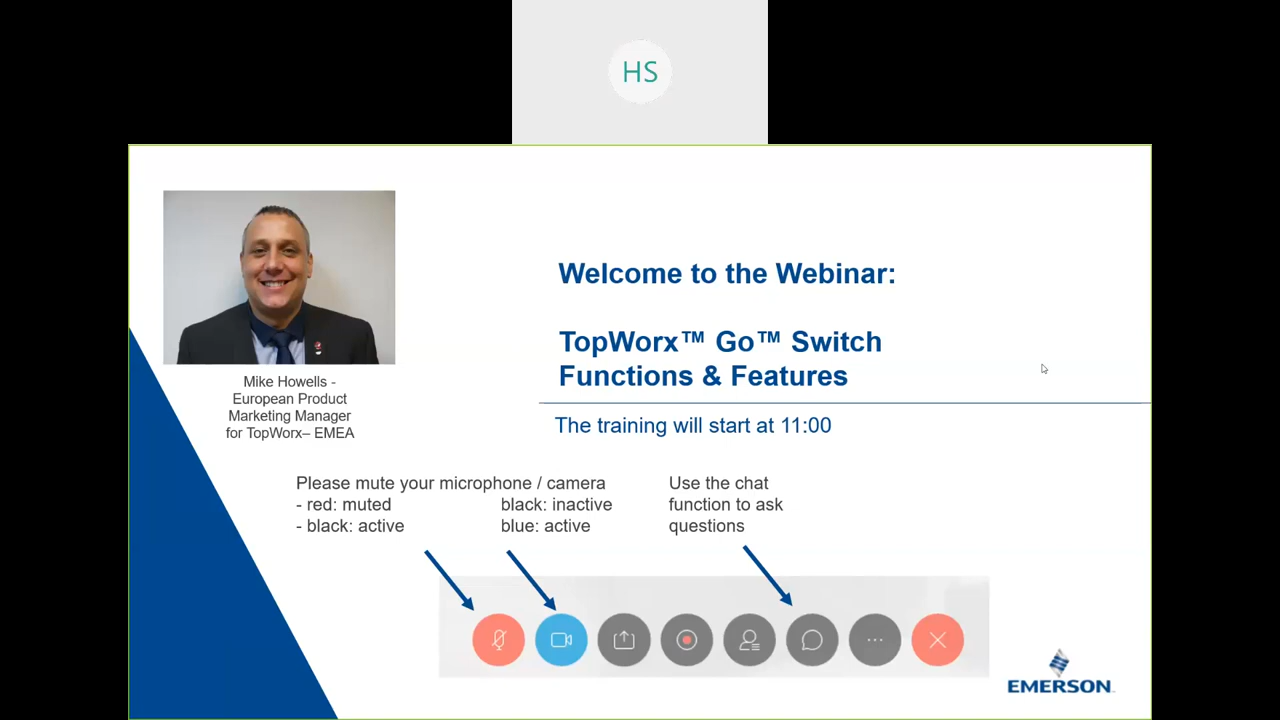 HS
Mike Howells -
European Product
Marketing Manager
for TopWorx– EMEA
Welcome to the Webinar:
TopWorx™ Go™ Switch
Functions & Features
The training will start at 11:00
Please mute your microphone / camera
- red: muted black: inactive
- black: active blue: active
Use the chat
function to ask
questions
EMERSON